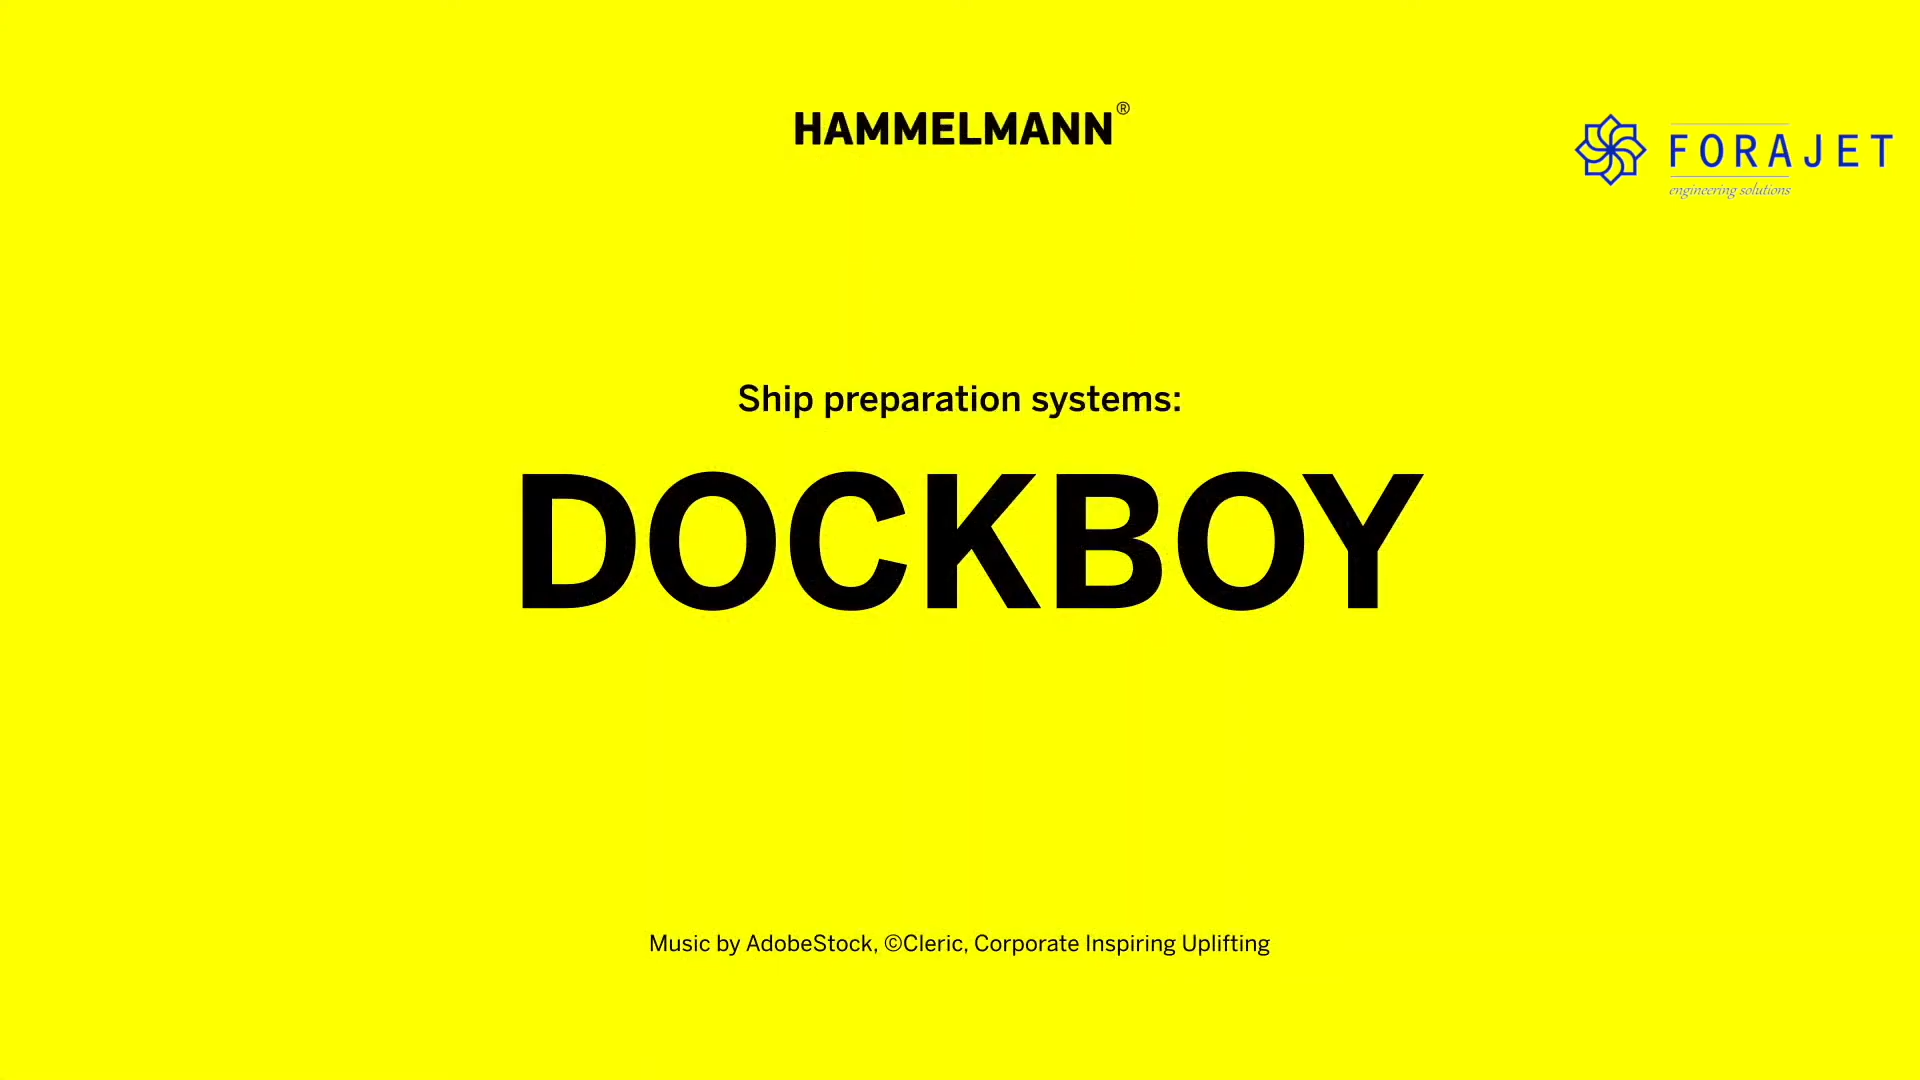 HAMMELMANN®
FORAJET
engineering solutions
Ship preparation systems:
DOCKBOY
Music by AdobeStock, ©Cleric, Corporate Inspiring Uplifting